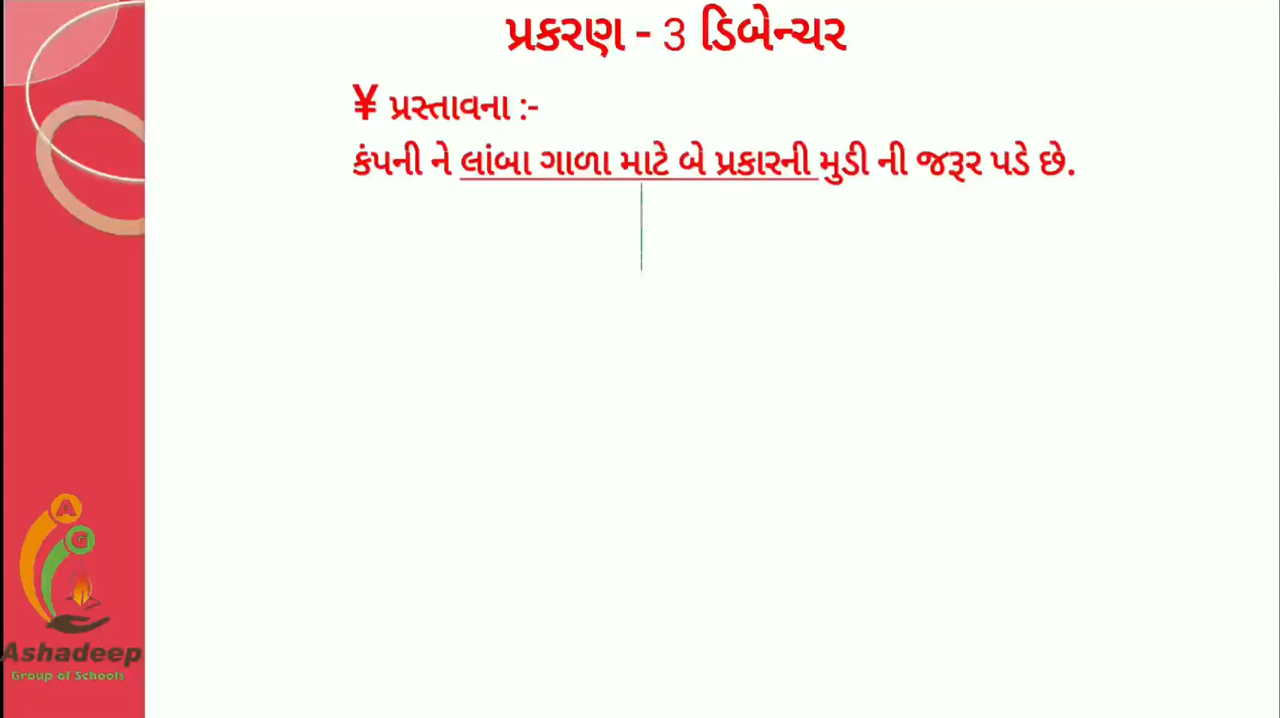 પ્રકરણ - 3 ડિબેન્ચર
¥ પ્રસ્તાવના :-
કંપની ને લાંબા ગાળા માટે બે પ્રકારની મુડી ની જરૂર પડે છે.
A
G
Ashadeep
Group of Schools